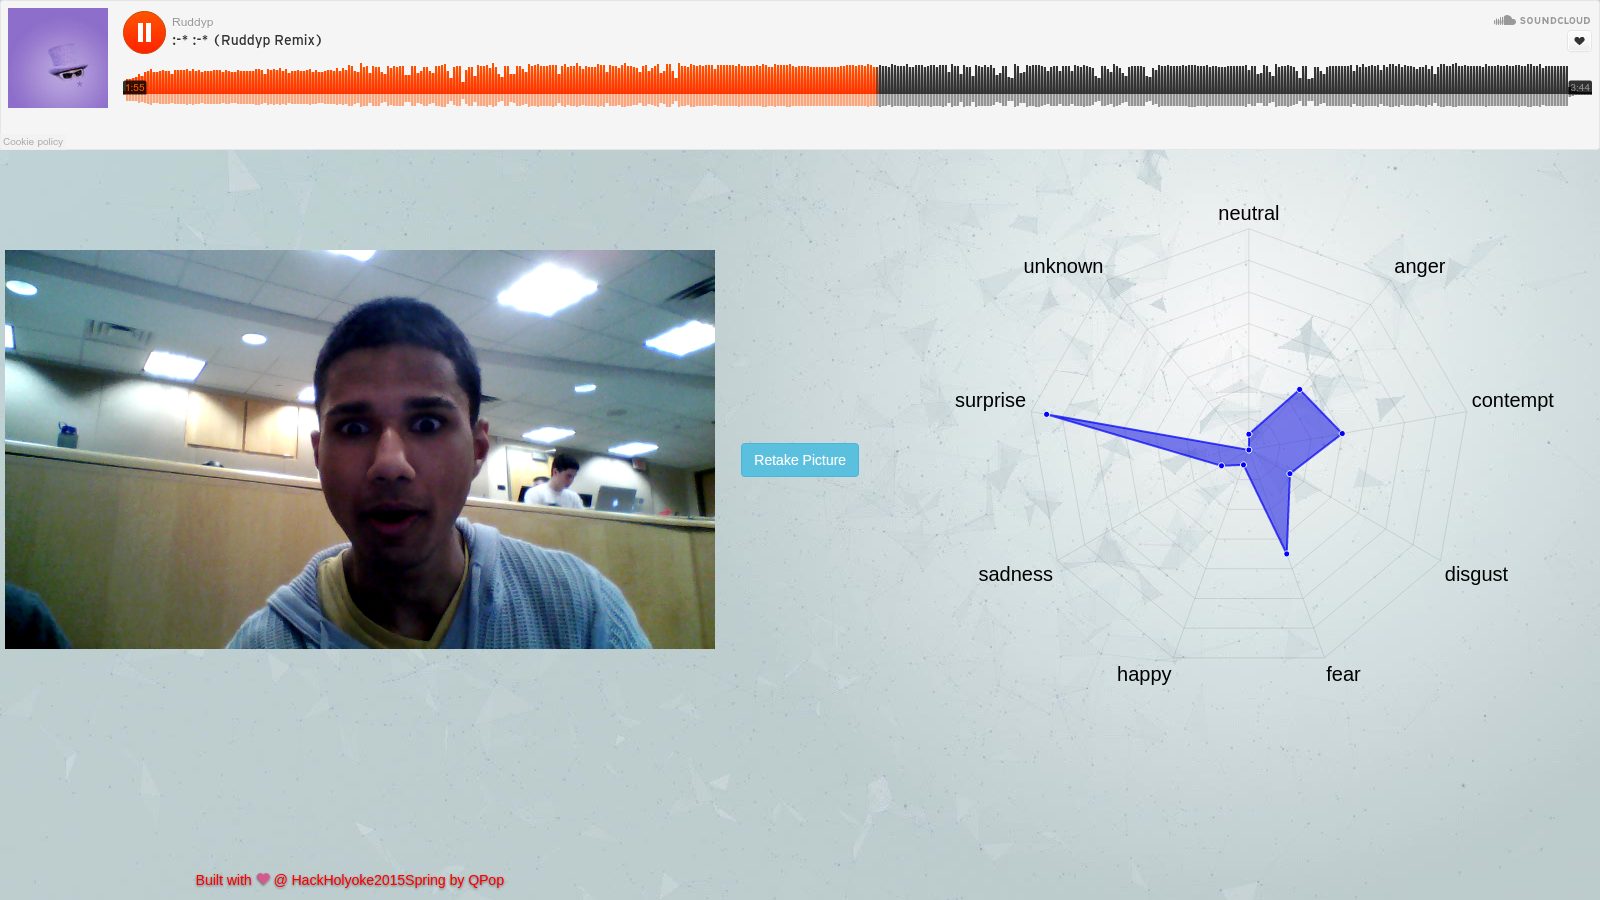 Ruddyp
:-* :-* (Ruddyp Remix)
SOUNDCLOUD
1:55
3:44
Cookie policy
neutral
unknown
anger
surprise
contempt
Retake Picture
sadness
disgust
happy
fear
Built with ❤ @ HackHolyoke2015Spring by QPop